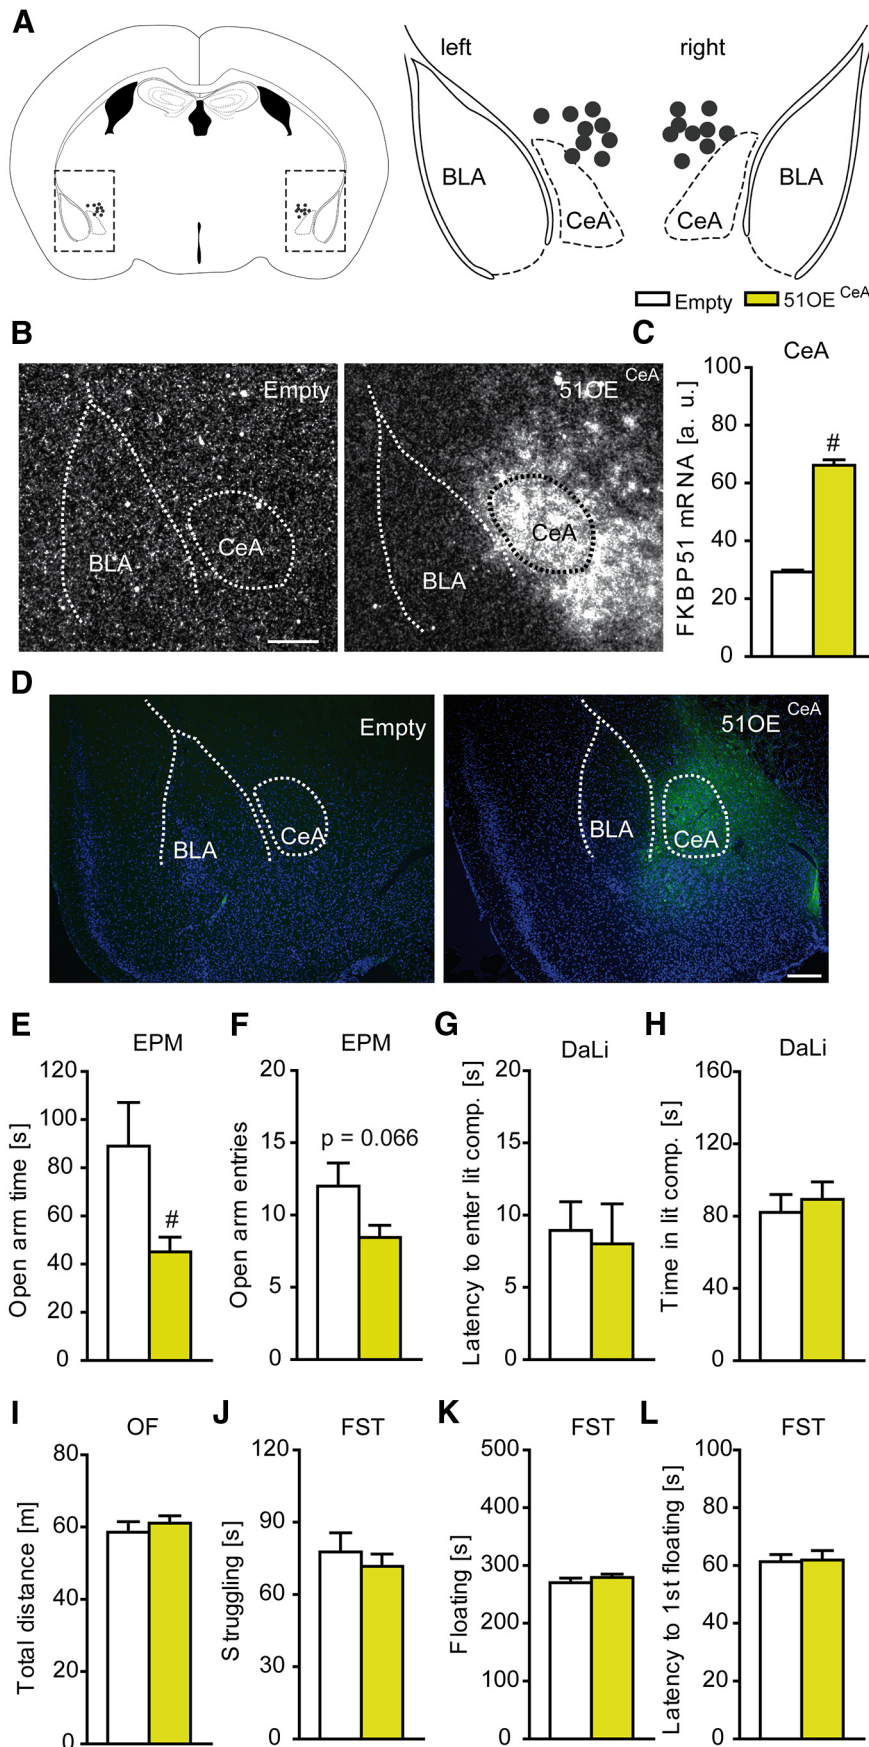 A
left
right
BLA
CeA
CeA
BLA
Empty
51OE CeA
B
Empty
51OE CeA
BLA
CeA
BLA
CeA
C
CeA
FKBP51 mRNA [a. u.]
100
80
60
40
20
0
#
D
Empty
51OE CeA
BLA
CeA
BLA
CeA
E
EPM
Open arm time [s]
120
100
80
60
40
20
0
#
F
EPM
Open arm entries
20
15
10
5
0
p = 0.066
G
DaLi
Latency to enter lit comp. [s]
20
15
10
5
0
H
DaLi
Time in lit comp. [s]
160
120
80
40
0
I
OF
Total distance [m]
80
60
40
20
0
J
FST
Struggling [s]
120
90
60
30
0
K
FST
Floating [s]
500
400
300
200
100
0
L
FST
Latency to 1st floating [s]
100
80
60
40
20
0